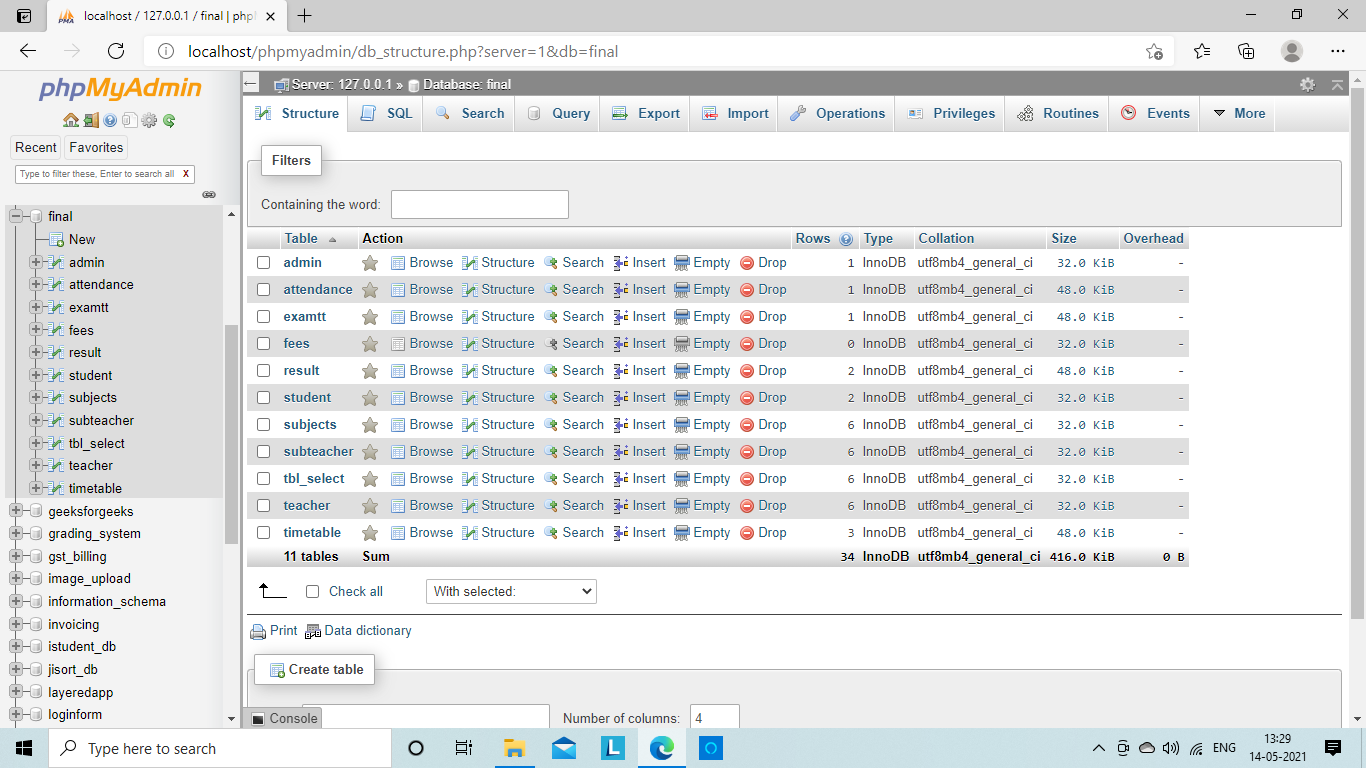 localhost / 127.0.0.1 / final | php
localhost/phpmyadmin/db_structure.php?server=1&db=final
phpMyAdmin
Recent Favorites
Type to filter these, Enter to search all X
final
New
admin
attendance
examtt
fees
result
student
subjects
subteacher
tbl_select
teacher
timetable
geeksforgeeks
grading_system
gst_billing
image_upload
information_schema
invoicing
istudent_db
jisort_db
layeredapp
loginform
Server: 127.0.0.1 » Database: final
Structure SQL Search Query Export Import Operations Privileges Routines Events More
Filters
Containing the word:
Table Action Rows Type Collation Size Overhead
admin Browse Structure Search Insert Empty Drop 1 InnoDB utf8mb4_general_ci 32.0 KiB -
attendance Browse Structure Search Insert Empty Drop 1 InnoDB utf8mb4_general_ci 48.0 KiB -
examtt Browse Structure Search Insert Empty Drop 1 InnoDB utf8mb4_general_ci 48.0 KiB -
fees Browse Structure Search Insert Empty Drop 0 InnoDB utf8mb4_general_ci 32.0 KiB -
result Browse Structure Search Insert Empty Drop 2 InnoDB utf8mb4_general_ci 48.0 KiB -
student Browse Structure Search Insert Empty Drop 2 InnoDB utf8mb4_general_ci 32.0 KiB -
subjects Browse Structure Search Insert Empty Drop 6 InnoDB utf8mb4_general_ci 32.0 KiB -
subteacher Browse Structure Search Insert Empty Drop 6 InnoDB utf8mb4_general_ci 32.0 KiB -
tbl_select Browse Structure Search Insert Empty Drop 6 InnoDB utf8mb4_general_ci 32.0 KiB -
teacher Browse Structure Search Insert Empty Drop 6 InnoDB utf8mb4_general_ci 32.0 KiB -
timetable Browse Structure Search Insert Empty Drop 3 InnoDB utf8mb4_general_ci 48.0 KiB -
11 tables Sum 34 InnoDB utf8mb4_general_ci 416.0 KiB 0 B
Check all With selected:
Print Data dictionary
Create table
Console Number of columns: 4
Type here to search
ENG 13:29
14-05-2021